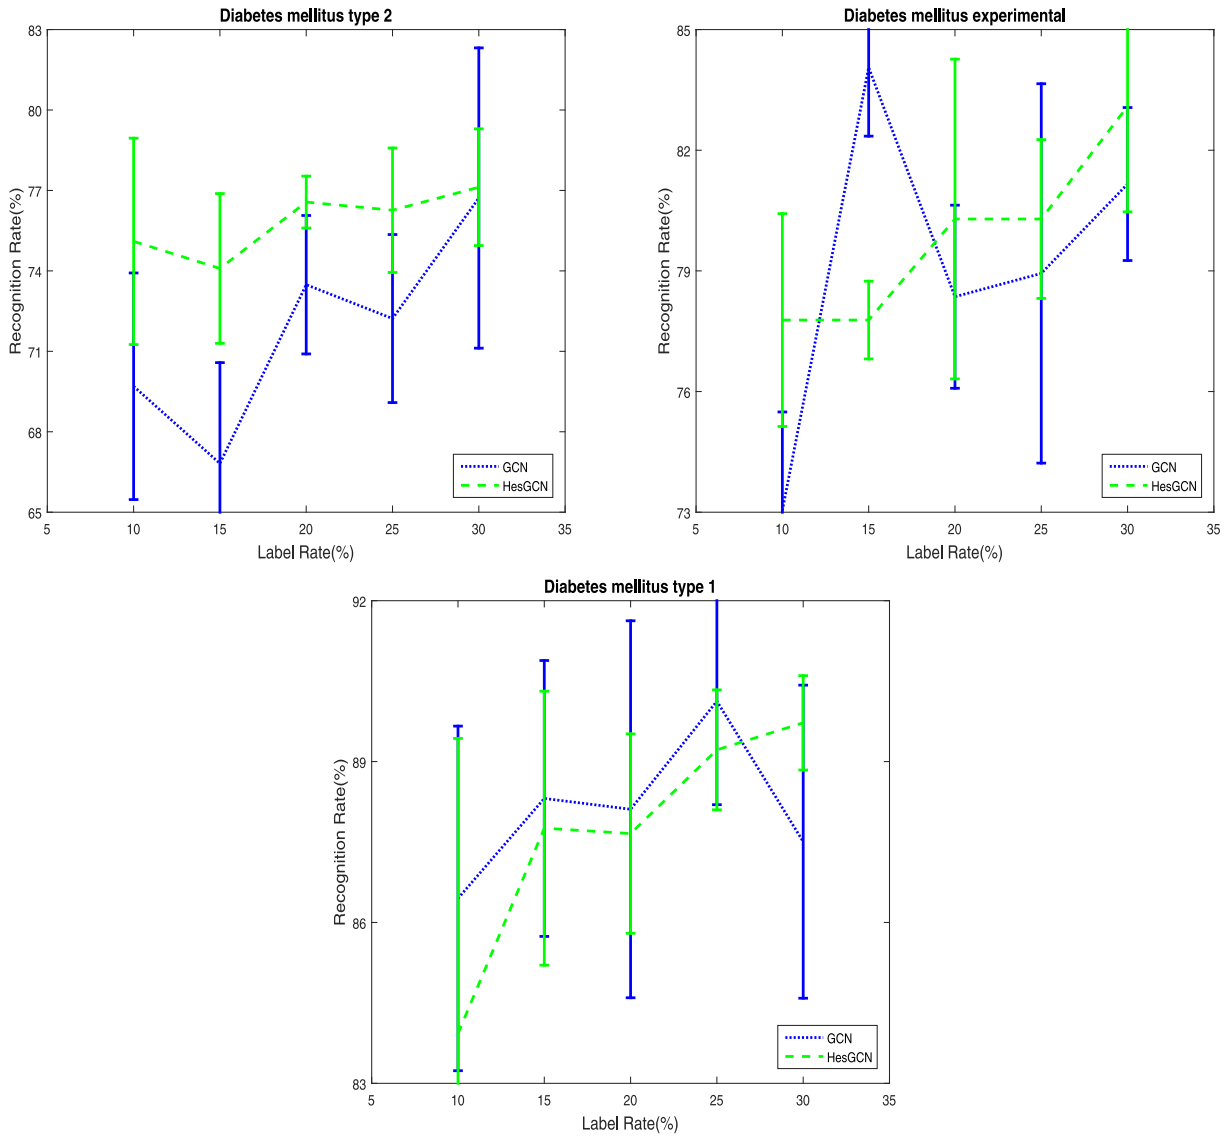 Diabetes mellitus type 2
Recognition Rate(%)
83
80
77
74
71
68
65
5 10 15 20 25 30 35
Label Rate(%)
GCN
HesGCN
Diabetes mellitus experimental
Recognition Rate(%)
85
82
79
76
73
5 10 15 20 25 30 35
Label Rate(%)
GCN
HesGCN
Diabetes mellitus type 1
Recognition Rate(%)
92
89
86
83
5 10 15 20 25 30 35
Label Rate(%)
GCN
HesGCN